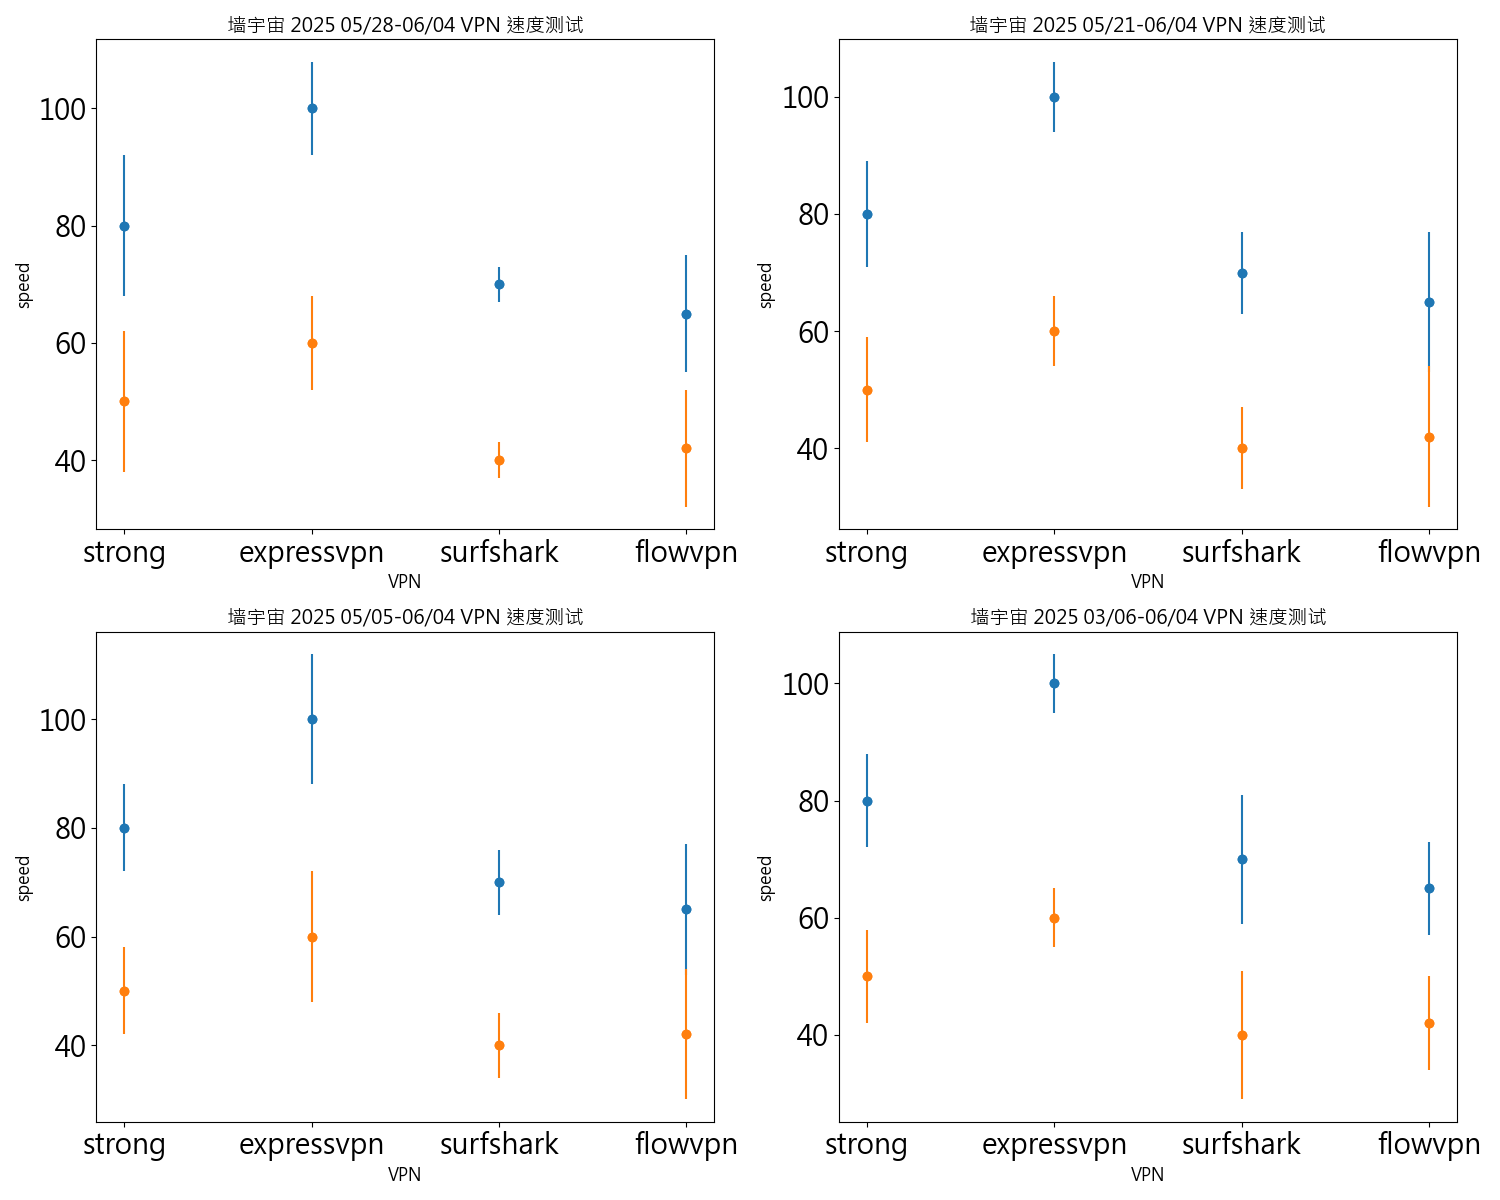 墙宇宙 2025 05/28-06/04 VPN 速度测试
100
80
60
40
speed
strong expressvpn surfshark flowvpn
VPN
墙宇宙 2025 05/21-06/04 VPN 速度测试
100
80
60
40
speed
strong expressvpn surfshark flowvpn
VPN
墙宇宙 2025 05/05-06/04 VPN 速度测试
100
80
60
40
speed
strong expressvpn surfshark flowvpn
VPN
墙宇宙 2025 03/06-06/04 VPN 速度测试
100
80
60
40
speed
strong expressvpn surfshark flowvpn
VPN